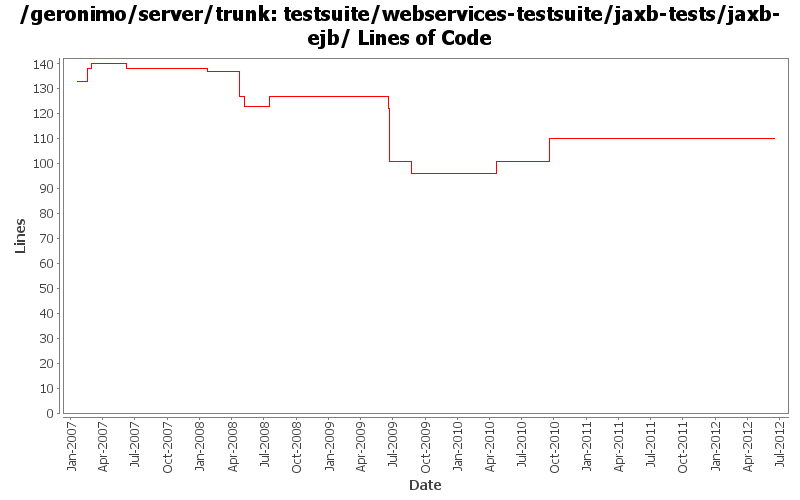 /geronimo/server/trunk: testsuite/webservices-testsuite/jaxb-tests/jaxb-
ejb/ Lines of Code
140
130
120
110
100
90
80
70
60
50
40
30
20
10
0
Lines
Jan-2007
Apr-2007
Jul-2007
Oct-2007
Jan-2008
Apr-2008
Jul-2008
Oct-2008
Jan-2009
Apr-2009
Jul-2009
Oct-2009
Jan-2010
Apr-2010
Jul-2010
Oct-2010
Jan-2011
Apr-2011
Jul-2011
Oct-2011
Jan-2012
Apr-2012
Jul-2012
Date